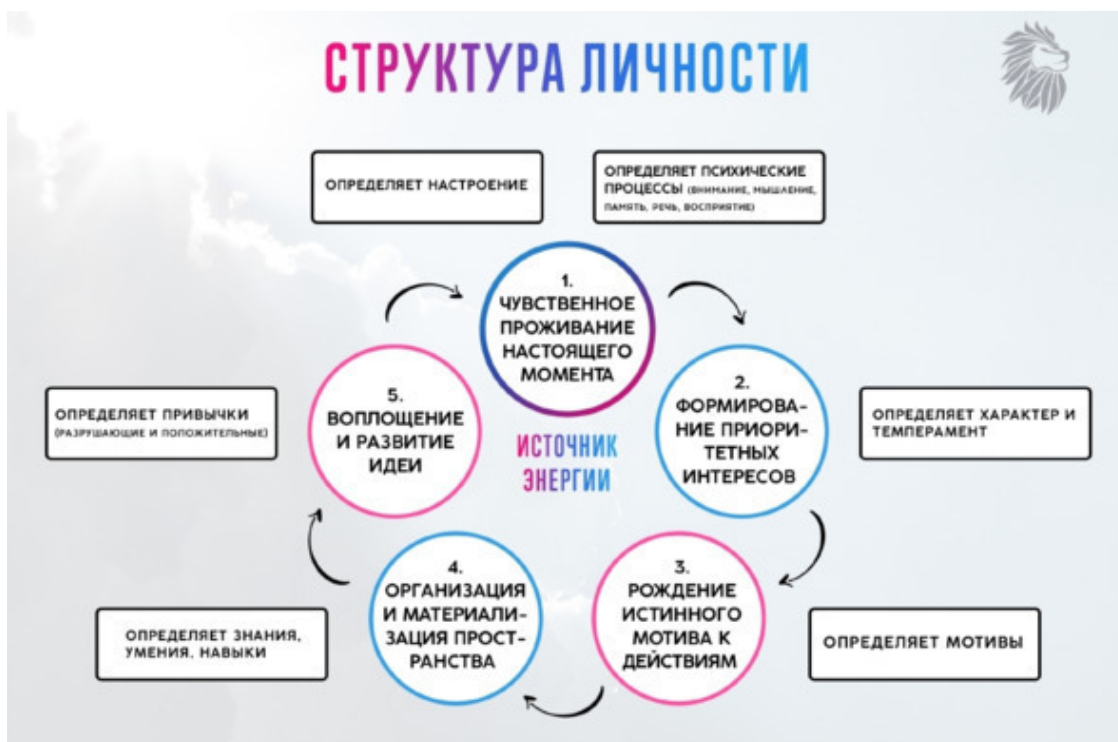 СТРУКТУРА ЛИЧНОСТИ
ОПРЕДЕЛЯЕТ НАСТРОЕНИЕ
ОПРЕДЕЛЯЕТ ПСИХИЧЕСКИЕ
ПРОЦЕССЫ (ВНИМАНИЕ, МЫШЛЕНИЕ,
ПАМЯТЬ, РЕЧЬ, ВОСПРИЯТИЕ)
1.
ЧУВСТВЕННОЕ
ПРОЖИВАНИЕ
НАСТОЯЩЕГО
МОМЕНТА
2.
ФОРМИРОВА-
НИЕ ПРИОРИ-
ТЕТНЫХ
ИНТЕРЕСОВ
ОПРЕДЕЛЯЕТ ХАРАКТЕР И
ТЕМПЕРАМЕНТ
3.
РОЖДЕНИЕ
ИСТИННОГО
МОТИВА К
ДЕЙСТВИЯМ
ОПРЕДЕЛЯЕТ МОТИВЫ
4.
ОРГАНИЗАЦИЯ
И МАТЕРИАЛИ-
ЗАЦИЯ ПРОСТ-
РАНСТВА
ОПРЕДЕЛЯЕТ ЗНАНИЯ,
УМЕНИЯ, НАВЫКИ
5.
ВОПЛОЩЕНИЕ
И РАЗВИТИЕ
ИДЕИ
ОПРЕДЕЛЯЕТ ПРИВЫЧКИ
(РАЗРУШАЮЩИЕ И ПОЛОЖИТЕЛЬНЫЕ)
ИСТОЧНИК
ЭНЕРГИИ